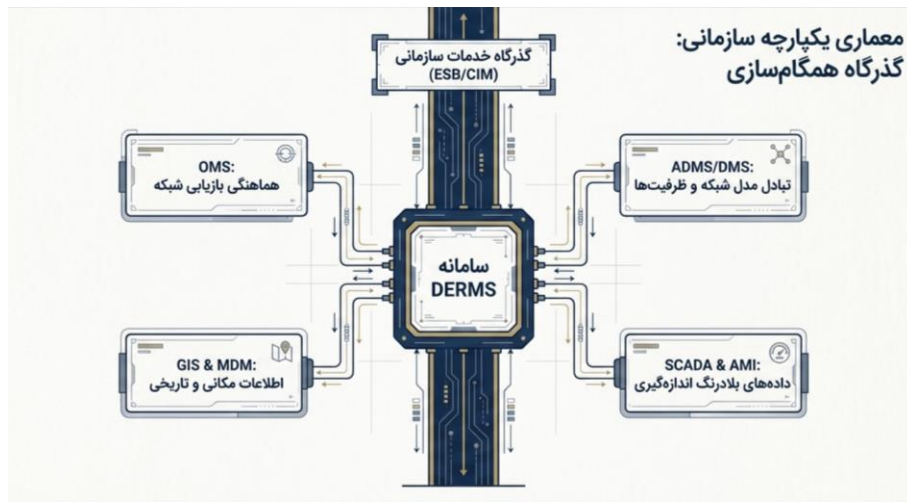 معماری یکپارچه سازمانی:
گذرگاه همگام‌سازی
گذرگاه خدمات سازمانی
(ESB/CIM)
ADMS/DMS:
تبادل مدل شبکه و ظرفیت‌ها
OMS:
هماهنگی بازیابی شبکه
سامانه
DERMS
SCADA & AMI:
داده‌های بلادرنگ اندازه‌گیری
GIS & MDM:
اطلاعات مکانی و تاریخی